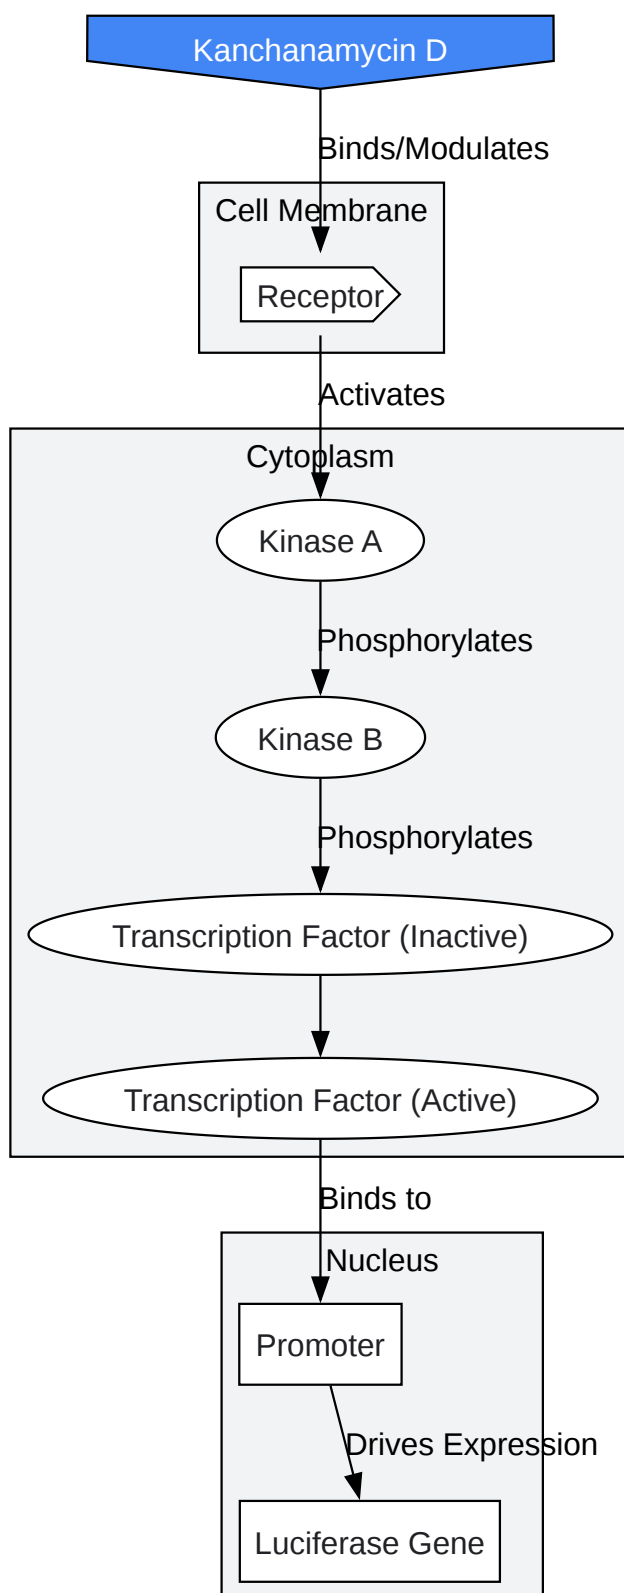 Kanchanamycin D
Binds/Modulates
Cell Membrane
Receptor
Activates
Cytoplasm
Kinase A
Phosphorylates
Kinase B
Phosphorylates
Transcription Factor (Inactive)
Transcription Factor (Active)
Binds to
Nucleus
Promoter
Drives Expression
Luciferase Gene